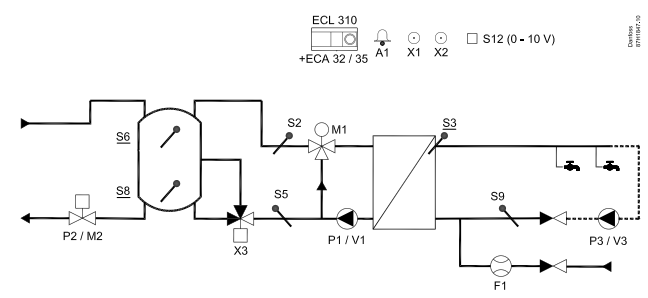 ECL 310
+ECA 32 / 35
A1
X1
X2
S12 (0 - 10 V)
Danfoss
87H1847.10
S6
S2
M1
S3
S8
S5
S9
P2 / M2
X3
P1 / V1
P3 / V3
F1